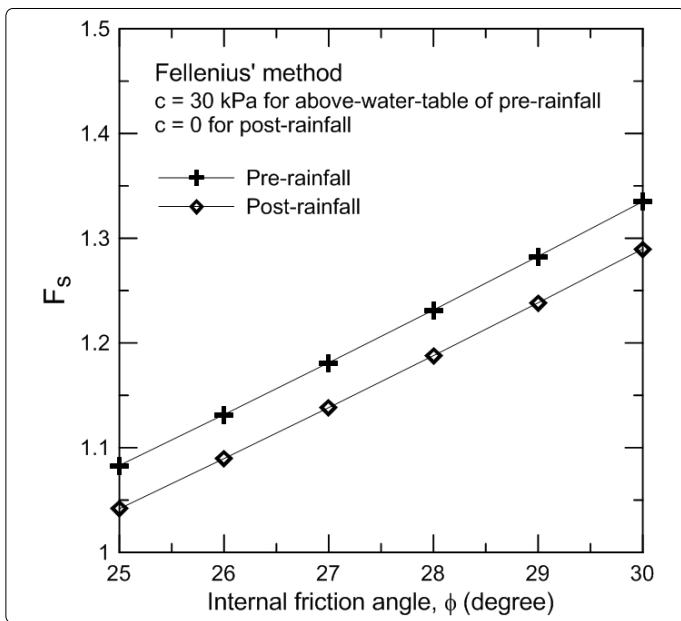 1.5
Fellenius' method
c = 30 kPa for above-water-table of pre-rainfall
c = 0 for post-rainfall
1.4
Pre-rainfall
Post-rainfall
1.3
Fs
1.2
1.1
1
25 26 27 28 29 30
Internal friction angle, ϕ (degree)